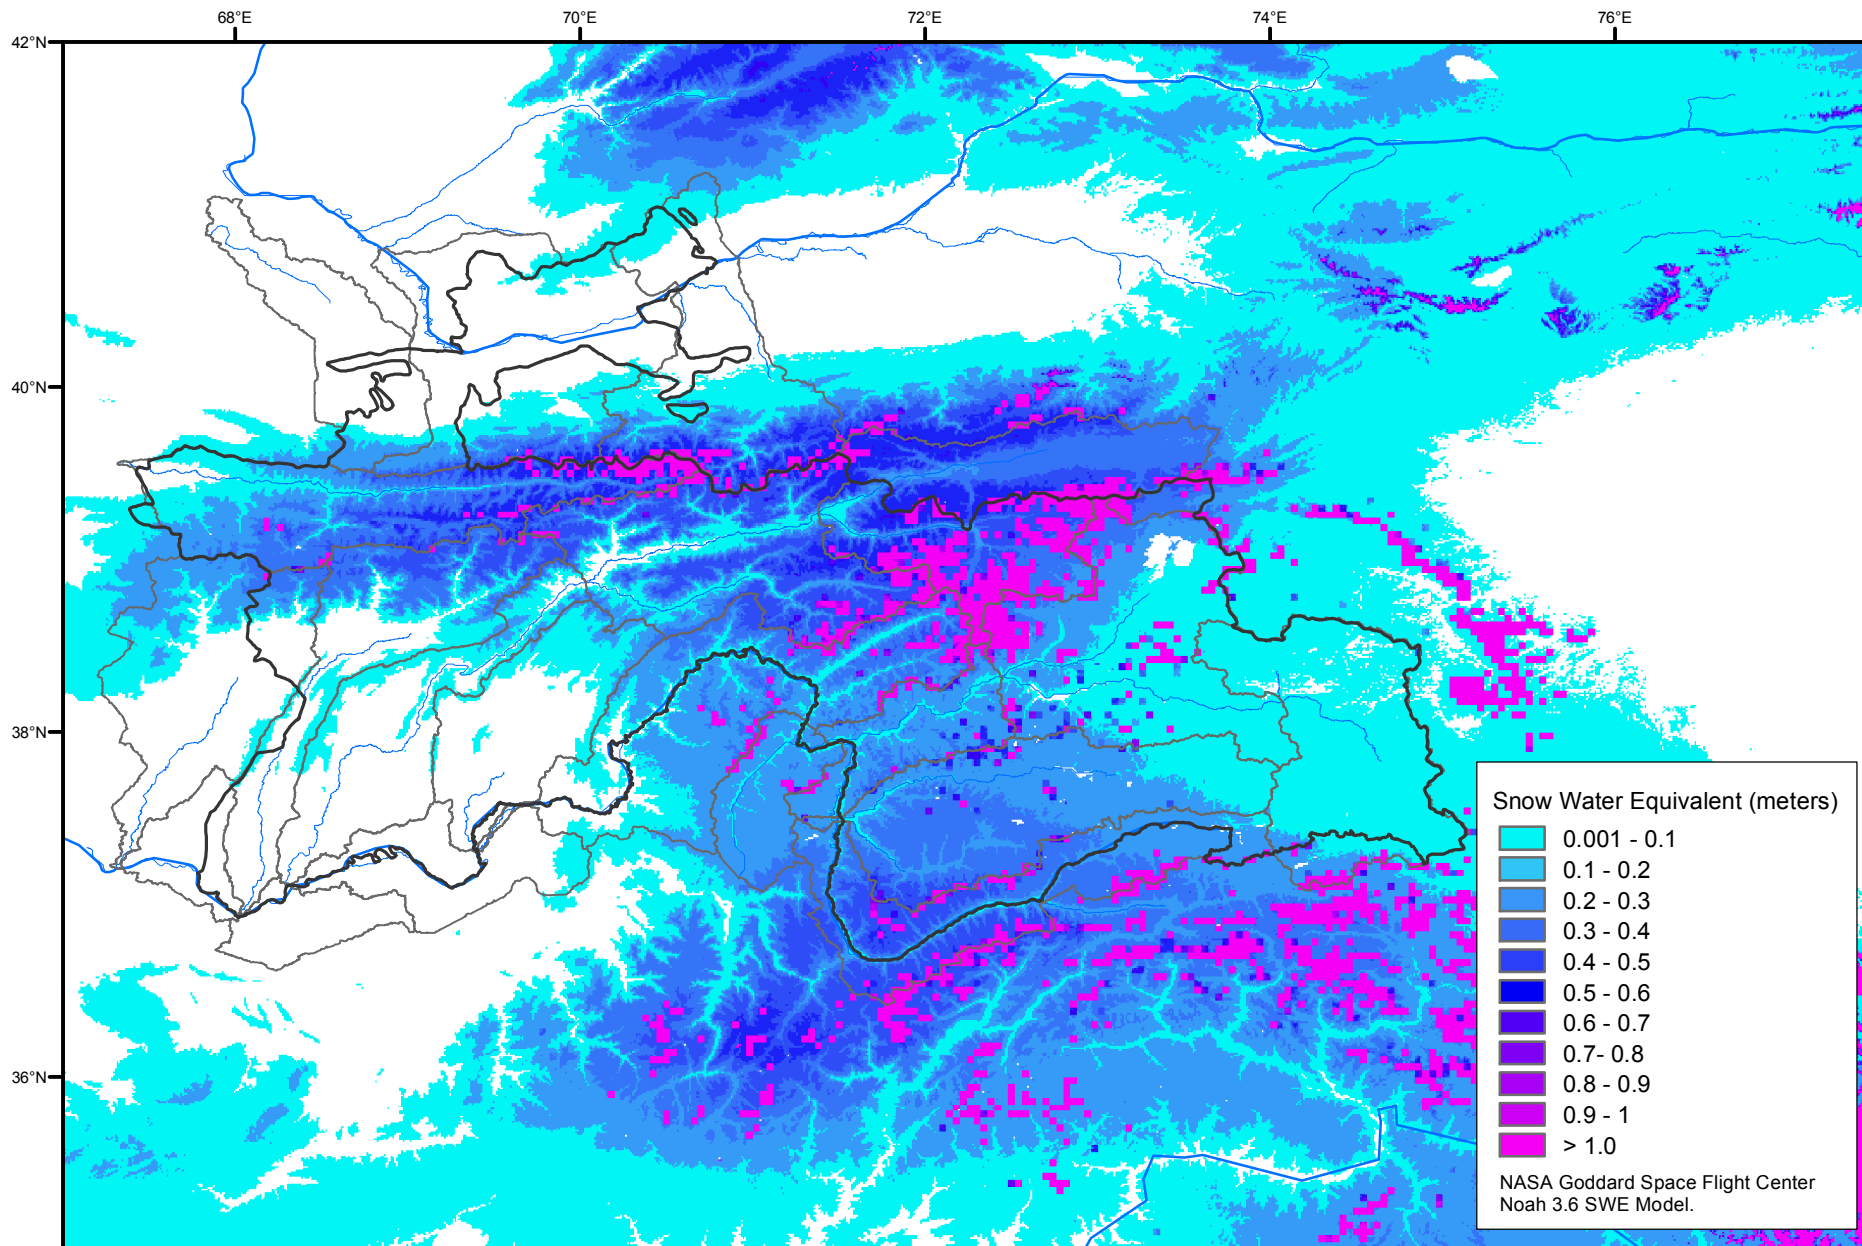 68°E 70°E 72°E 74°E 76°E
42°N
40°N
38°N
36°N
Snow Water Equivalent (meters)
0.001 - 0.1
0.1 - 0.2
0.2 - 0.3
0.3 - 0.4
0.4 - 0.5
0.5 - 0.6
0.6 - 0.7
0.7- 0.8
0.8 - 0.9
0.9 - 1
> 1.0
NASA Goddard Space Flight Center
Noah 3.6 SWE Model.